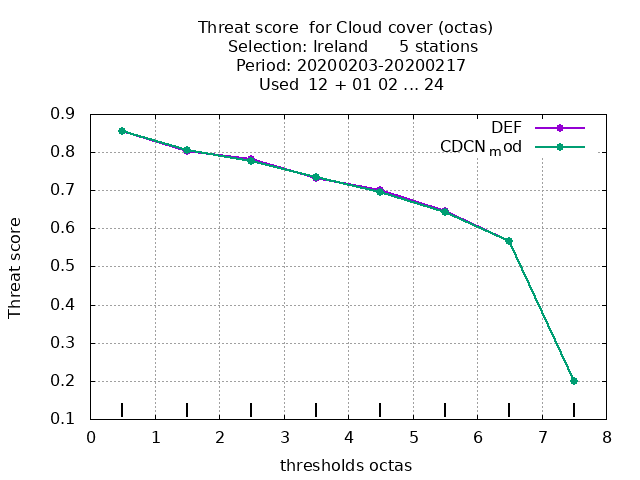 Threat score  for Cloud cover (octas)
Selection: Ireland      5 stations
Period: 20200203-20200217
Used  12 + 01 02 ... 24
DEF
CDCN_mod
0.9
0.8
0.7
0.6
0.5
0.4
0.3
0.2
0.1
Threat score
0 1 2 3 4 5 6 7 8
thresholds octas